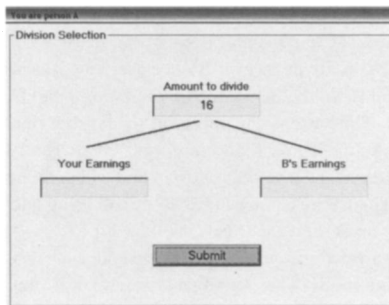 You are person A
Division Selection
Amount to divide
16
Your Earnings
B's Earnings
Submit